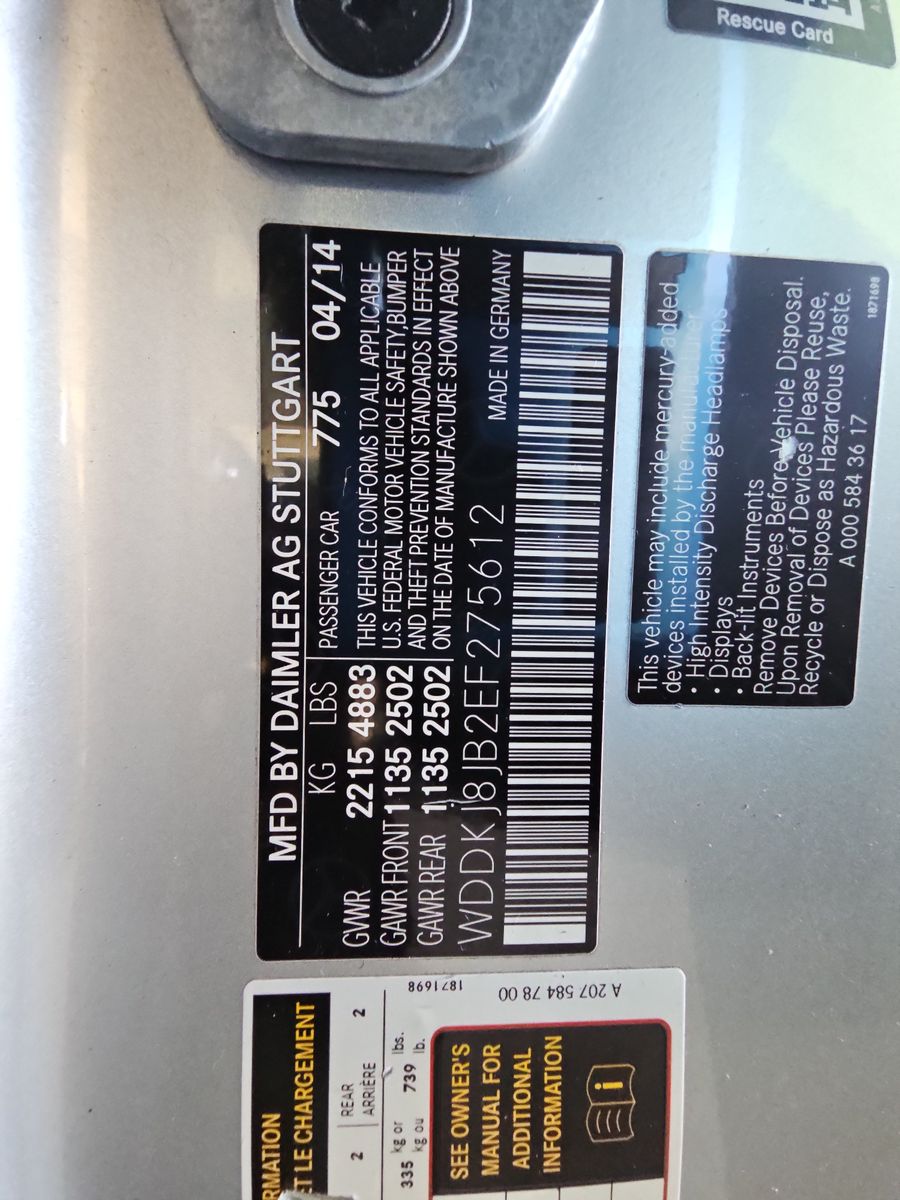 Rescue Card
MFD BY DAIMLER AG STUTTGART
KG LBS PASSENGER CAR 775 04/14
GVWR 2215 4883
GAWR FRONT 1135 2502
GAWR REAR 1135 2502
THIS VEHICLE CONFORMS TO ALL APPLICABLE
U.S. FEDERAL MOTOR VEHICLE SAFETY,BUMPER
AND THEFT PREVENTION STANDARDS IN EFFECT
ON THE DATE OF MANUFACTURE SHOWN ABOVE
WDDKJ8JB2EF275612 MADE IN GERMANY
This vehicle may include mercury-added
devices installed by the manufacturer
• High Intensity Discharge Headlamps
• Displays
• Back-lit Instruments
Remove Devices Before Vehicle Disposal.
Upon Removal of Devices Please Reuse,
Recycle or Dispose as Hazardous Waste.
A 000 584 36 17
1871698
RMATION
ET LE CHARGEMENT
2 REAR 2
ARRIÈRE
335 kg or 739 lbs.
kg ou lb.
1871698
A 207 584 78 00
SEE OWNER'S
MANUAL FOR
ADDITIONAL
INFORMATION